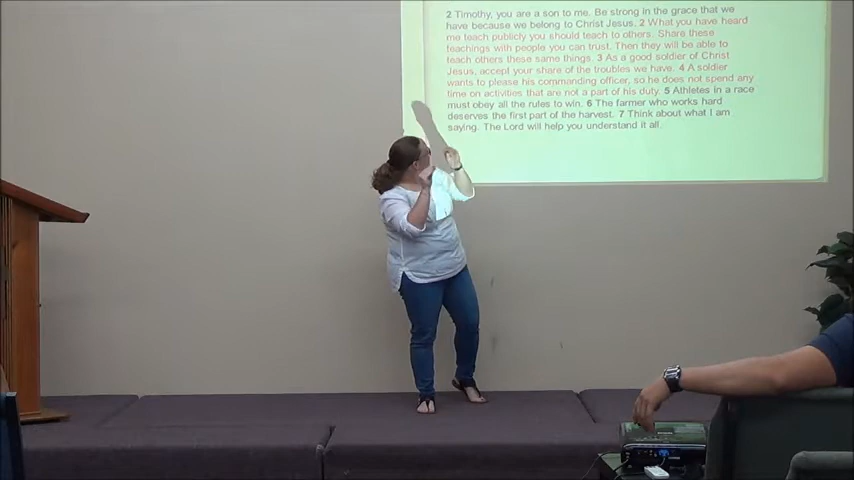 2 Timothy, you are a son to me. Be strong in the grace that we
have because we belong to Christ Jesus. 2 What you have heard
me teach publicly you should teach to others. Share these
teachings with people you can trust. Then they will be able to
teach others these same things. 3 As a good soldier of Christ
Jesus, accept your share of the troubles we have. 4 A soldier
wants to please his commanding officer, so he does not spend any
time on activities that are not a part of his duty. 5 Athletes in a race
must obey all the rules to win. 6 The farmer who works hard
deserves the first part of the harvest. 7 Think about what I am
saying. The Lord will help you understand it all.